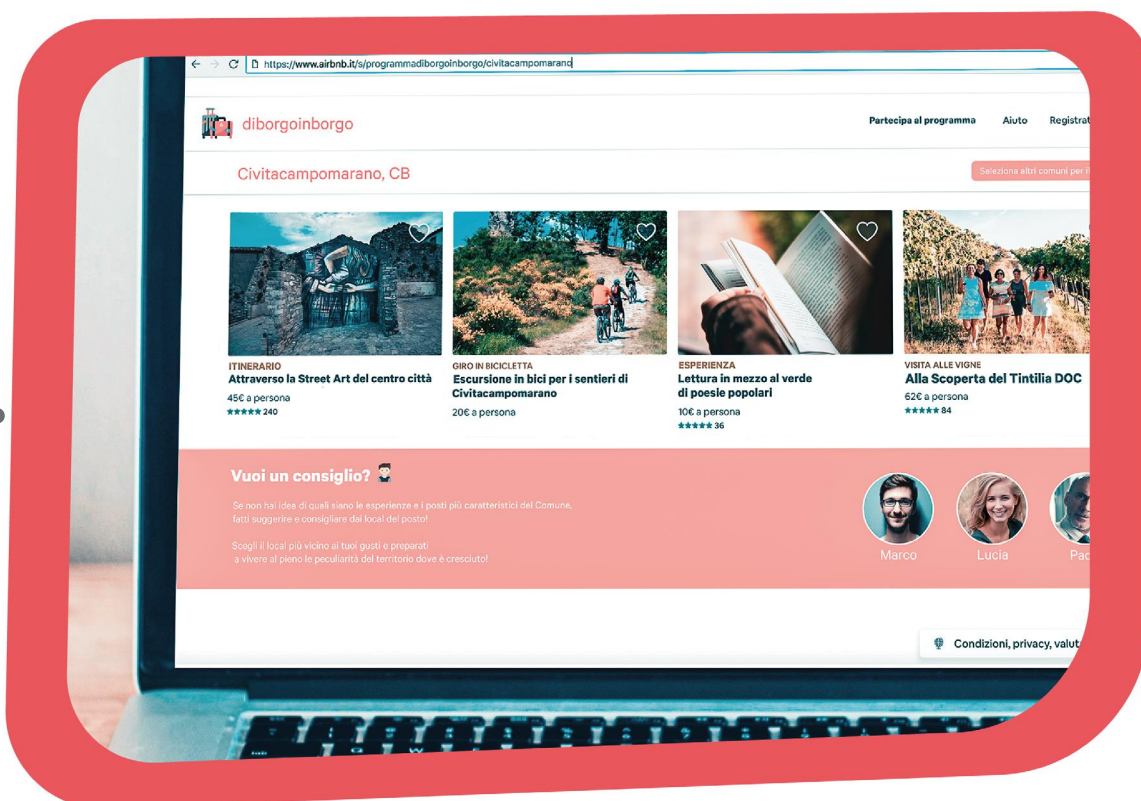 https://www.airbnb.it/s/programmadiborgoinborgo/civitacampomarano
diborgoinborgo
Partecipa al programma Aiuto Registrat
Civitacampomarano, CB
Seleziona altri comuni per il
ITINERARIO
Attraverso la Street Art del centro città
45€ a persona
240
GIRO IN BICICLETTA
Escursione in bici per i sentieri di
Civitacampomarano
20€ a persona
ESPERIENZA
Lettura in mezzo al verde
di poesie popolari
10€ a persona
36
VISITA ALLE VIGNE
Alla Scoperta del Tintilia DOC
62€ a persona
84
Vuoi un consiglio?
Se non hai idea di quali siano le esperienze e i posti più caratteristici del Comune,
fatti suggerire e consigliare dai local del posto!
Scegli il local più vicino ai tuoi gusti e preparati
a vivere al pieno le peculiarità del territorio dove è cresciuto!
Marco Lucia Pao
Condizioni, privacy, valut